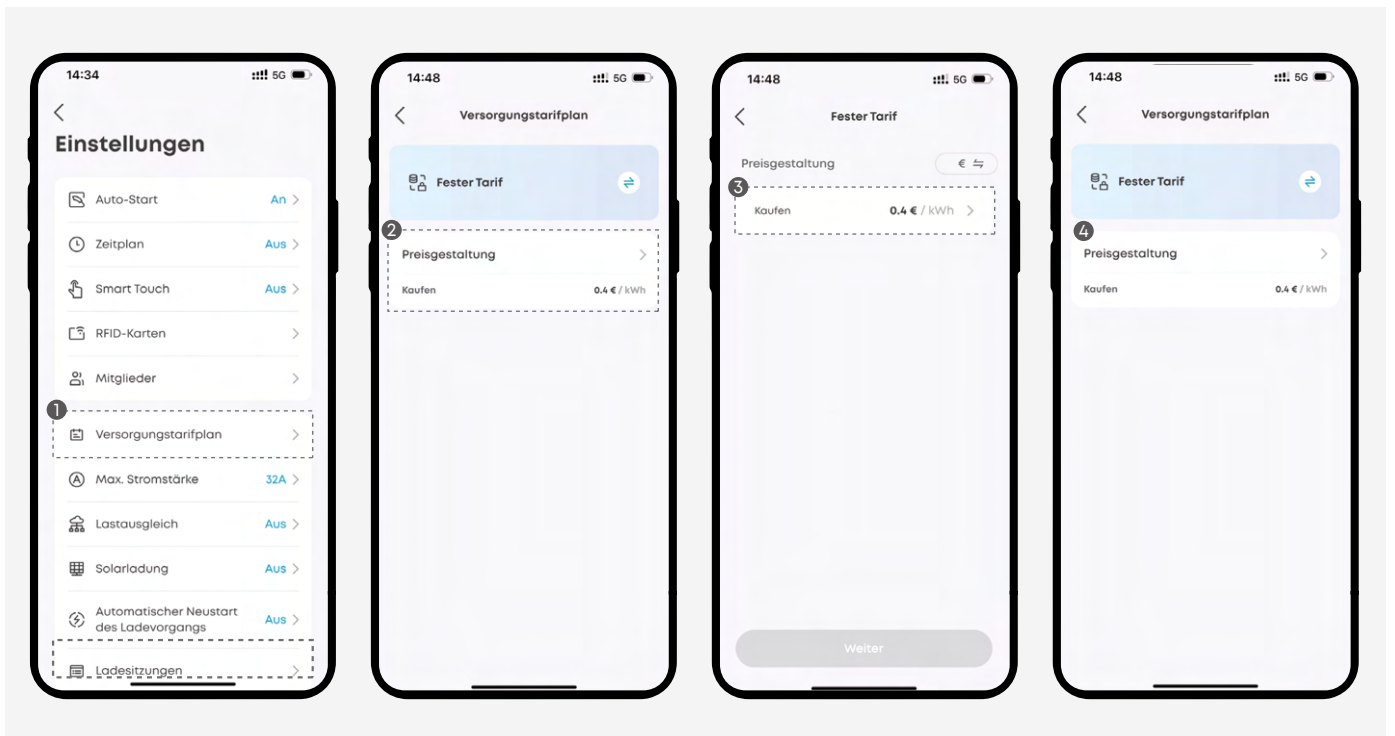 14:34
5G
Einstellungen
Auto-Start An
Zeitplan Aus
Smart Touch Aus
RFID-Karten
Mitglieder
1
Versorgungstarifplan
Max. Stromstärke 32A
Lastausgleich Aus
Solarladung Aus
Automatischer Neustart
des Ladevorgangs Aus
Ladesitzungen
14:48
5G
Versorgungstarifplan
Fester Tarif
2
Preisgestaltung
Kaufen 0.4 € / kWh
14:48
5G
Fester Tarif
Preisgestaltung €
3
Kaufen 0.4 € / kWh
Weiter
14:48
5G
Versorgungstarifplan
Fester Tarif
4
Preisgestaltung
Kaufen 0.4 € / kWh